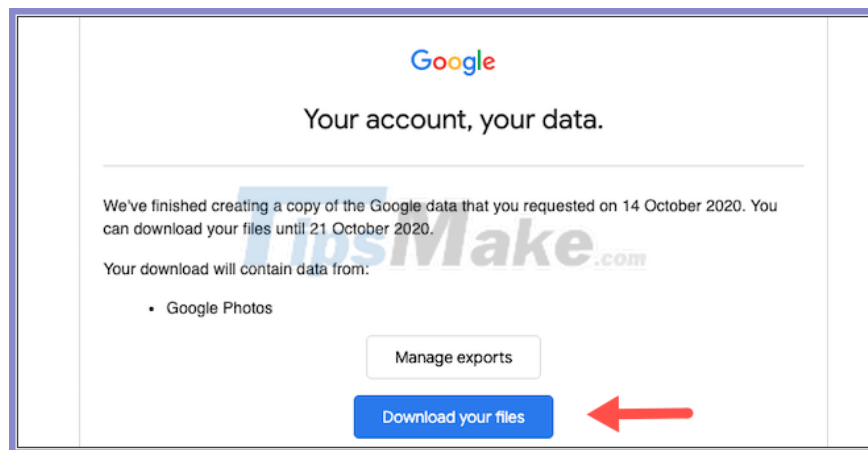 Google
Your account, your data.
We've finished creating a copy of the Google data that you requested on 14 October 2020. You
can download your files until 21 October 2020.
TipsMake.com
Your download will contain data from:
• Google Photos
Manage exports
Download your files